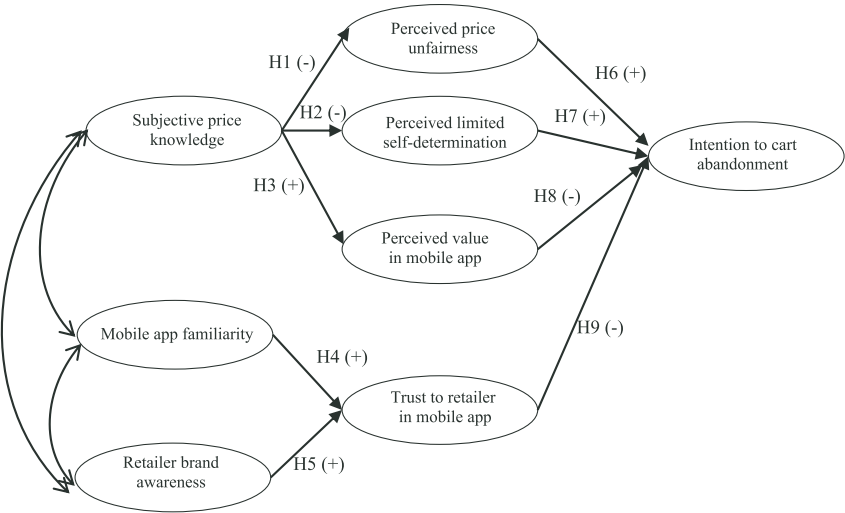 Perceived price
unfairness
H1 (-)
H6 (+)
H2 (-)
H7 (+)
Subjective price
knowledge
Perceived limited
self-determination
Intention to cart
abandonment
H3 (+)
H8 (-)
Perceived value
in mobile app
Mobile app familiarity
H9 (-)
H4 (+)
Trust to retailer
in mobile app
H5 (+)
Retailer brand
awareness